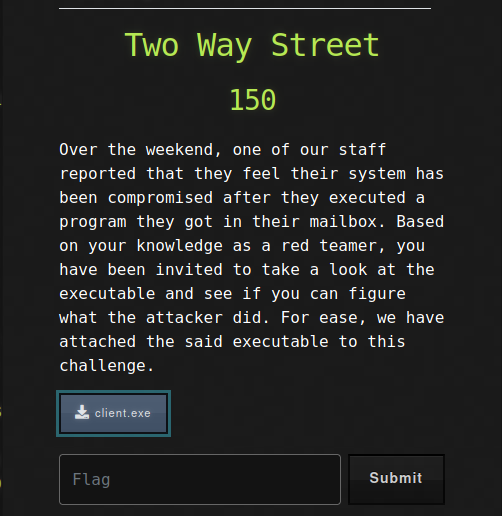 Two Way Street
150
Over the weekend, one of our staff
reported that they feel their system has
been compromised after they executed a
program they got in their mailbox. Based
on your knowledge as a red teamer, you
have been invited to take a look at the
executable and see if you can figure
what the attacker did. For ease, we have
attached the said executable to this
challenge.
client.exe
Flag
Submit